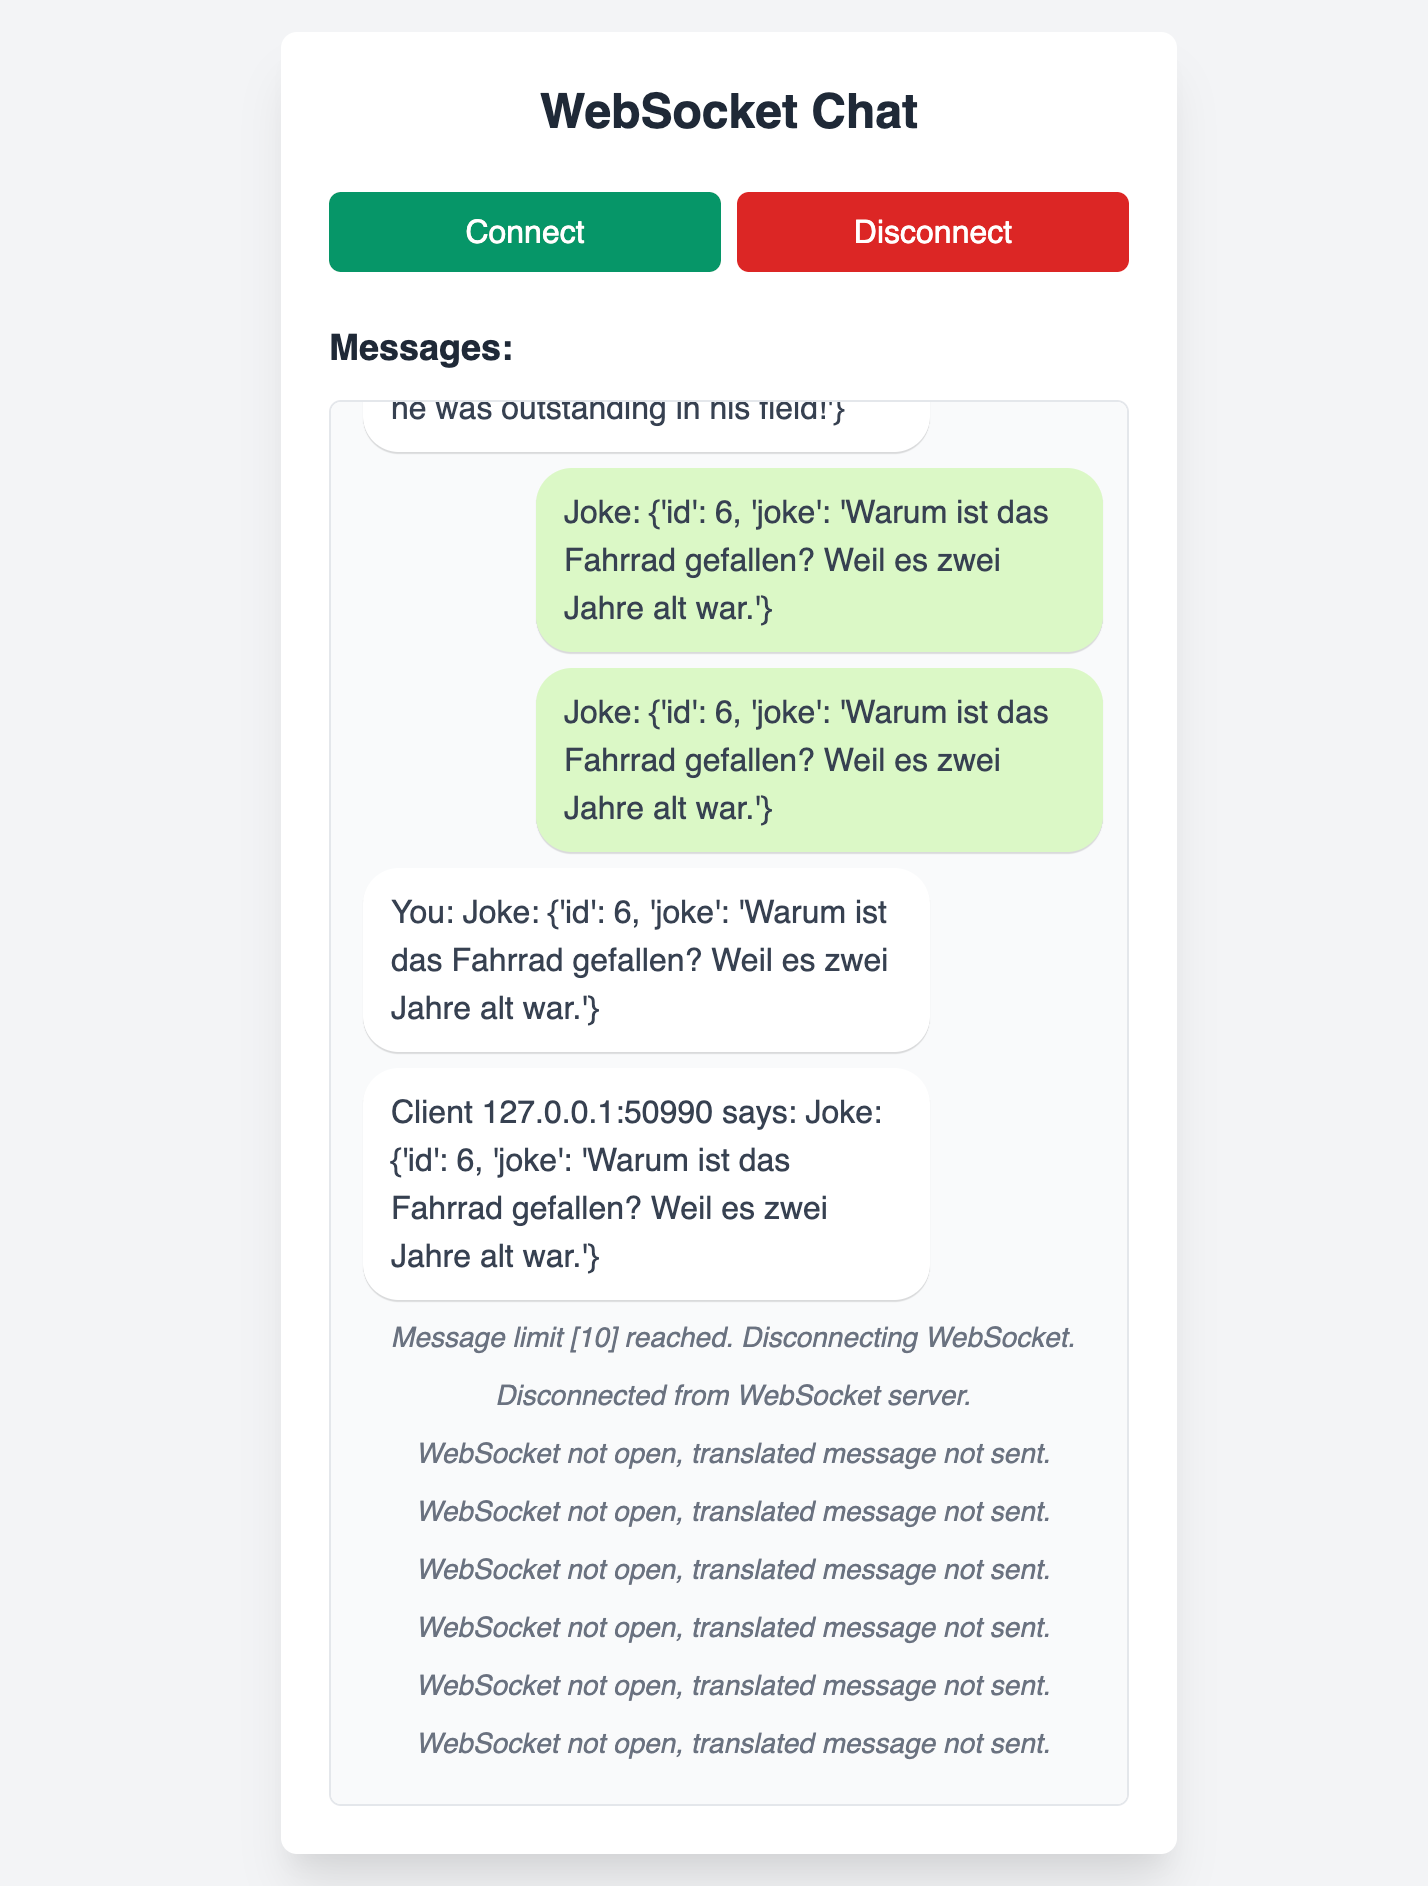 WebSocket Chat
Connect
Disconnect
Messages:
he was outstanding in his field!'}
Joke: {'id': 6, 'joke': 'Warum ist das
Fahrrad gefallen? Weil es zwei
Jahre alt war.'}
Joke: {'id': 6, 'joke': 'Warum ist das
Fahrrad gefallen? Weil es zwei
Jahre alt war.'}
You: Joke: {'id': 6, 'joke': 'Warum ist
das Fahrrad gefallen? Weil es zwei
Jahre alt war.'}
Client 127.0.0.1:50990 says: Joke:
{'id': 6, 'joke': 'Warum ist das
Fahrrad gefallen? Weil es zwei
Jahre alt war.'}
Message limit [10] reached. Disconnecting WebSocket.
Disconnected from WebSocket server.
WebSocket not open, translated message not sent.
WebSocket not open, translated message not sent.
WebSocket not open, translated message not sent.
WebSocket not open, translated message not sent.
WebSocket not open, translated message not sent.
WebSocket not open, translated message not sent.